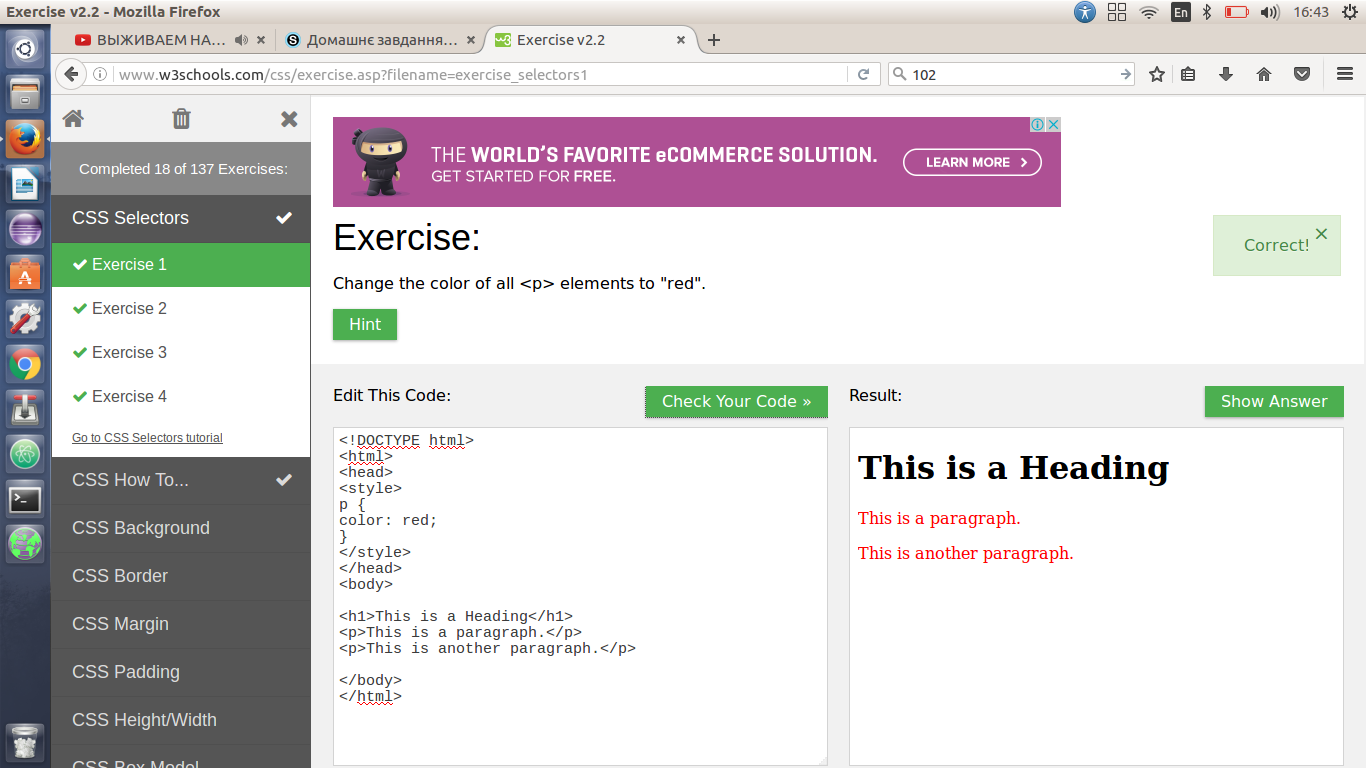 Exercise v2.2 - Mozilla Firefox
En
16:43
ВЫЖИВАЕМ НА...
Домашнє завдання...
Exercise v2.2
www.w3schools.com/css/exercise.asp?filename=exercise_selectors1
102
Completed 18 of 137 Exercises:
CSS Selectors
Exercise 1
Exercise 2
Exercise 3
Exercise 4
Go to CSS Selectors tutorial
CSS How To...
CSS Background
CSS Border
CSS Margin
CSS Padding
CSS Height/Width
CSS Box Model
THE WORLD'S FAVORITE eCOMMERCE SOLUTION.
GET STARTED FOR FREE.
LEARN MORE
Exercise:
Correct!
Change the color of all <p> elements to "red".
Hint
Edit This Code:
Check Your Code »
Result:
Show Answer
<!DOCTYPE html>
<html>
<head>
<style>
p {
color: red;
}
</style>
</head>
<body>
<h1>This is a Heading</h1>
<p>This is a paragraph.</p>
<p>This is another paragraph.</p>
</body>
</html>
This is a Heading
This is a paragraph.
This is another paragraph.